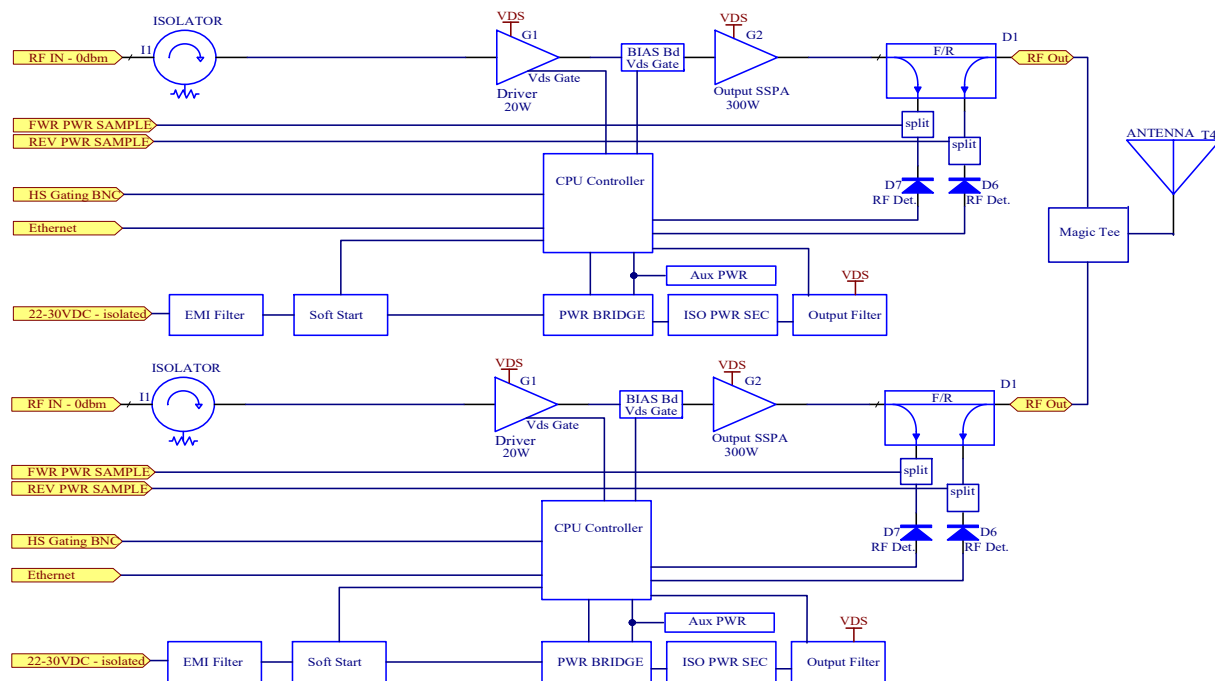 ISOLATOR
VDS
VDS
G1
G2
D1
RF IN - 0dbm
I1
BIAS Bd
Vds Gate
F/R
RF Out
Vds Gate
Driver
20W
Output SSPA
300W
FWR PWR SAMPLE
REV PWR SAMPLE
split
split
ANTENNA
T4
CPU Controller
D7
RF Det.
D6
RF Det.
HS Gating BNC
Ethernet
Magic Tee
Aux PWR
VDS
22-30VDC - isolated
EMI Filter
Soft Start
PWR BRIDGE
ISO PWR SEC
Output Filter
ISOLATOR
VDS
VDS
G1
G2
D1
RF IN - 0dbm
I1
BIAS Bd
Vds Gate
F/R
RF Out
Vds Gate
Driver
20W
Output SSPA
300W
FWR PWR SAMPLE
REV PWR SAMPLE
split
split
CPU Controller
D7
RF Det.
D6
RF Det.
HS Gating BNC
Ethernet
Aux PWR
VDS
22-30VDC - isolated
EMI Filter
Soft Start
PWR BRIDGE
ISO PWR SEC
Output Filter